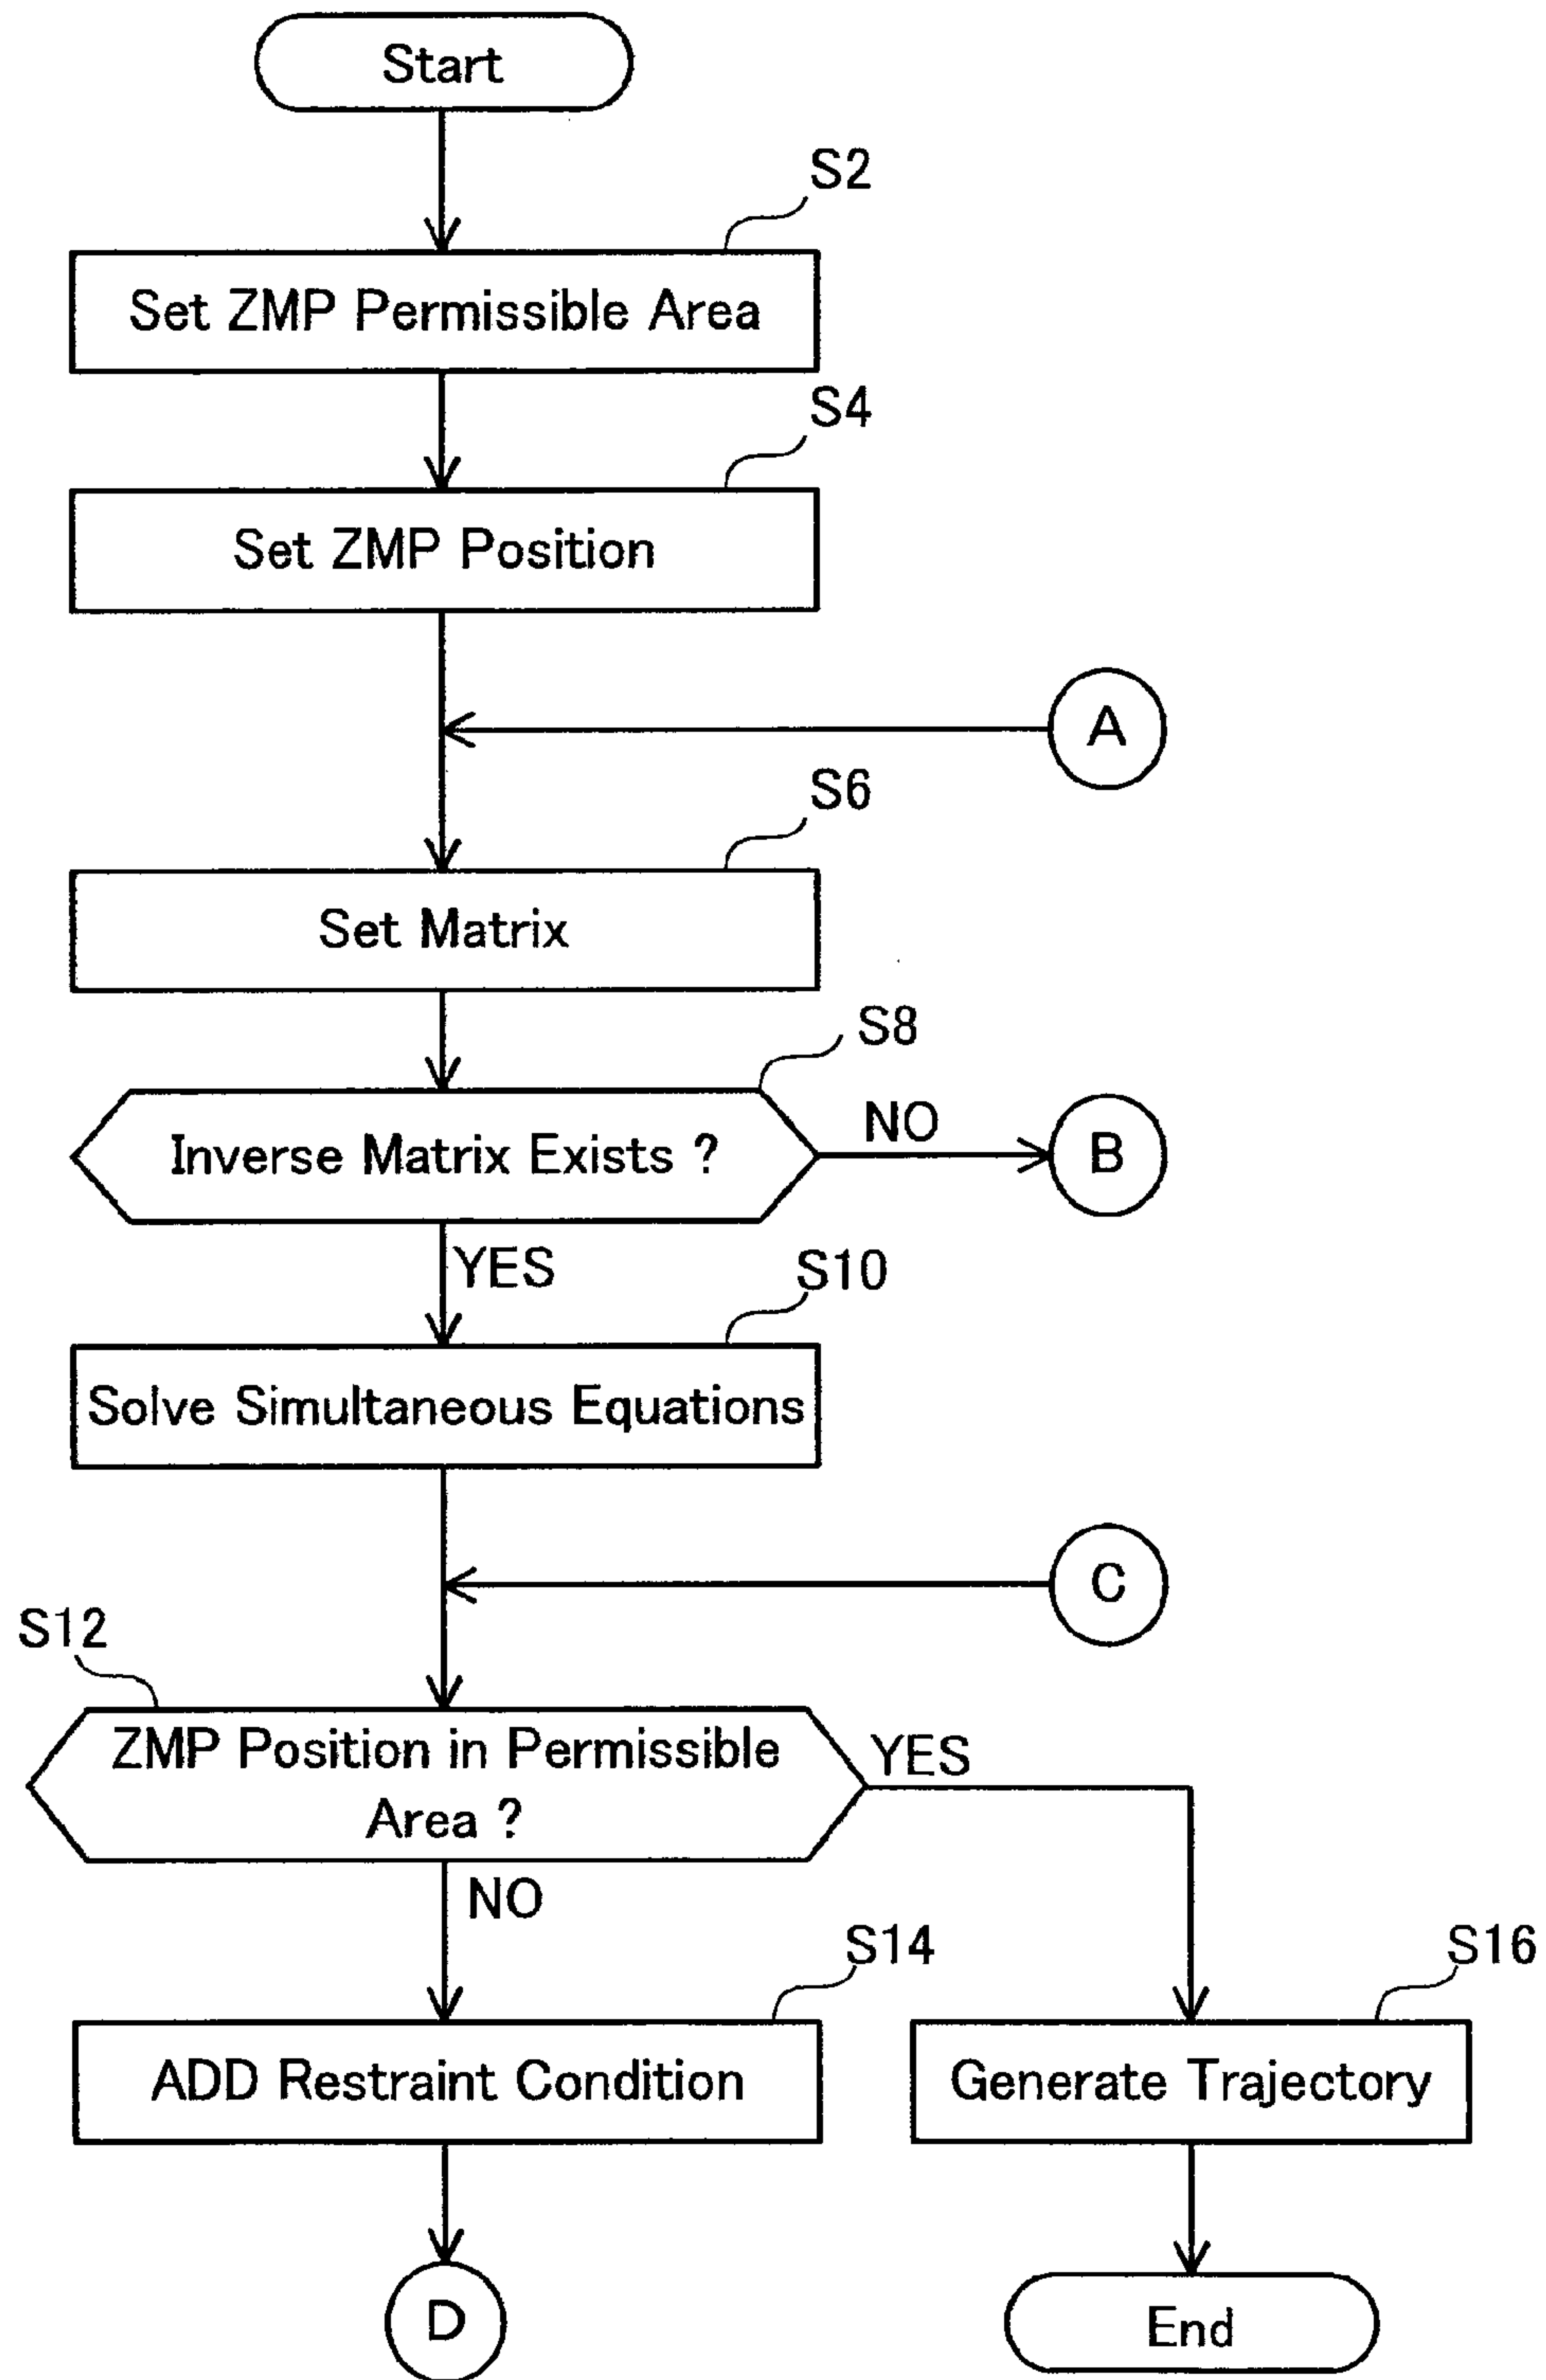 Start
S2
Set ZMP Permissible Area
S4
Set ZMP Position
A
S6
Set Matrix
S8
Inverse Matrix Exists ?
NO
B
YES
S10
Solve Simultaneous Equations
C
S12
ZMP Position in Permissible
Area ?
YES
NO
S14
S16
ADD Restraint Condition
Generate Trajectory
D
End